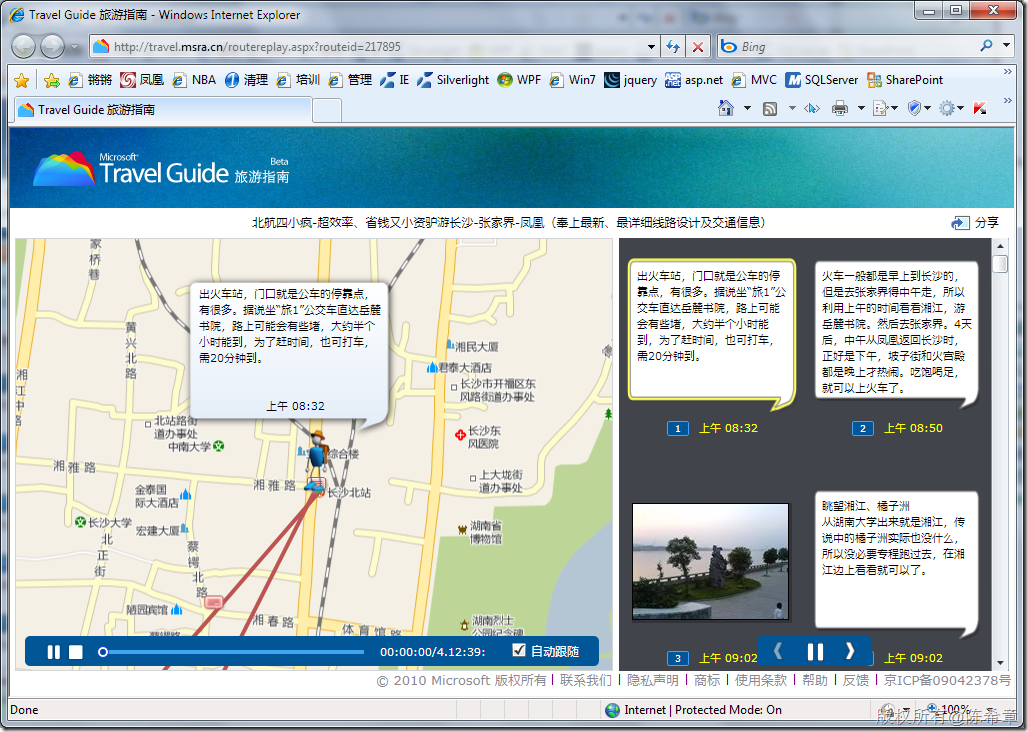 Travel Guide 旅游指南 - Windows Internet Explorer
http://travel.msra.cn/routereplay.aspx?routeid=217895
Bing
锵锵 凤凰 NBA 清理 培训 管理 IE Silverlight WPF Win7 jquery asp.net MVC SQLServer SharePoint
Travel Guide 旅游指南
Microsoft
Travel Guide 旅游指南
Beta
北航四小疯-超效率、省钱又小资驴游长沙-张家界-凤凰（奉上最新、最详细线路设计及交通信息）
分享
出火车站，门口就是公车的停靠点，
有很多。据说坐“旅1”公交车直达岳麓
书院，路上可能会有些堵，大约半个
小时能到，为了赶时间，也可打车，
需20分钟到。
上午 08:32
家桥巷
黄兴北路
湘江中路
湘民大厦
君泰大酒店
长沙市开福区东
风路街道办事处
北站路街
道办事处
中南大学
长沙东
风医院
综合楼
湘雅路
湘雅路
长沙北站
上大垅街
道办事处
金泰国
际大酒店
长沙大学
宏建大厦
北正街
蔡锷北路
湖南省
博物馆
陋园宾馆
湘春路
体育馆路
湖南烈士
公园纪念碑
00:00:00/4.12:39:
自动跟随
出火车站，门口就是公车的停
靠点，有很多。据说坐“旅1”公
交车直达岳麓书院，路上可能
会有些堵，大约半个小时能
到，为了赶时间，也可打车，
需20分钟到。
1 上午 08:32
火车一般都是早上到长沙的，
但是去张家界得中午走，所以
利用上午的时间看看湘江，游
岳麓书院。然后去张家界。4天
后，中午从凤凰返回长沙时，
正好是下午，坡子街和火宫殿
都是晚上才热闹。吃饱喝足，
就可以上火车了。
2 上午 08:50
3 上午 09:02
眺望湘江、橘子洲
从湖南大学出来就是湘江，传
说中的橘子洲实际也没什么，
所以没必要专程跑过去，在湘
江边上看看就可以了。
上午 09:02
© 2010 Microsoft 版权所有 | 联系我们 | 隐私声明 | 商标 | 使用条款 | 帮助 | 反馈 | 京ICP备09042378号
Done
Internet | Protected Mode: On
100%
版权所有@陈希章